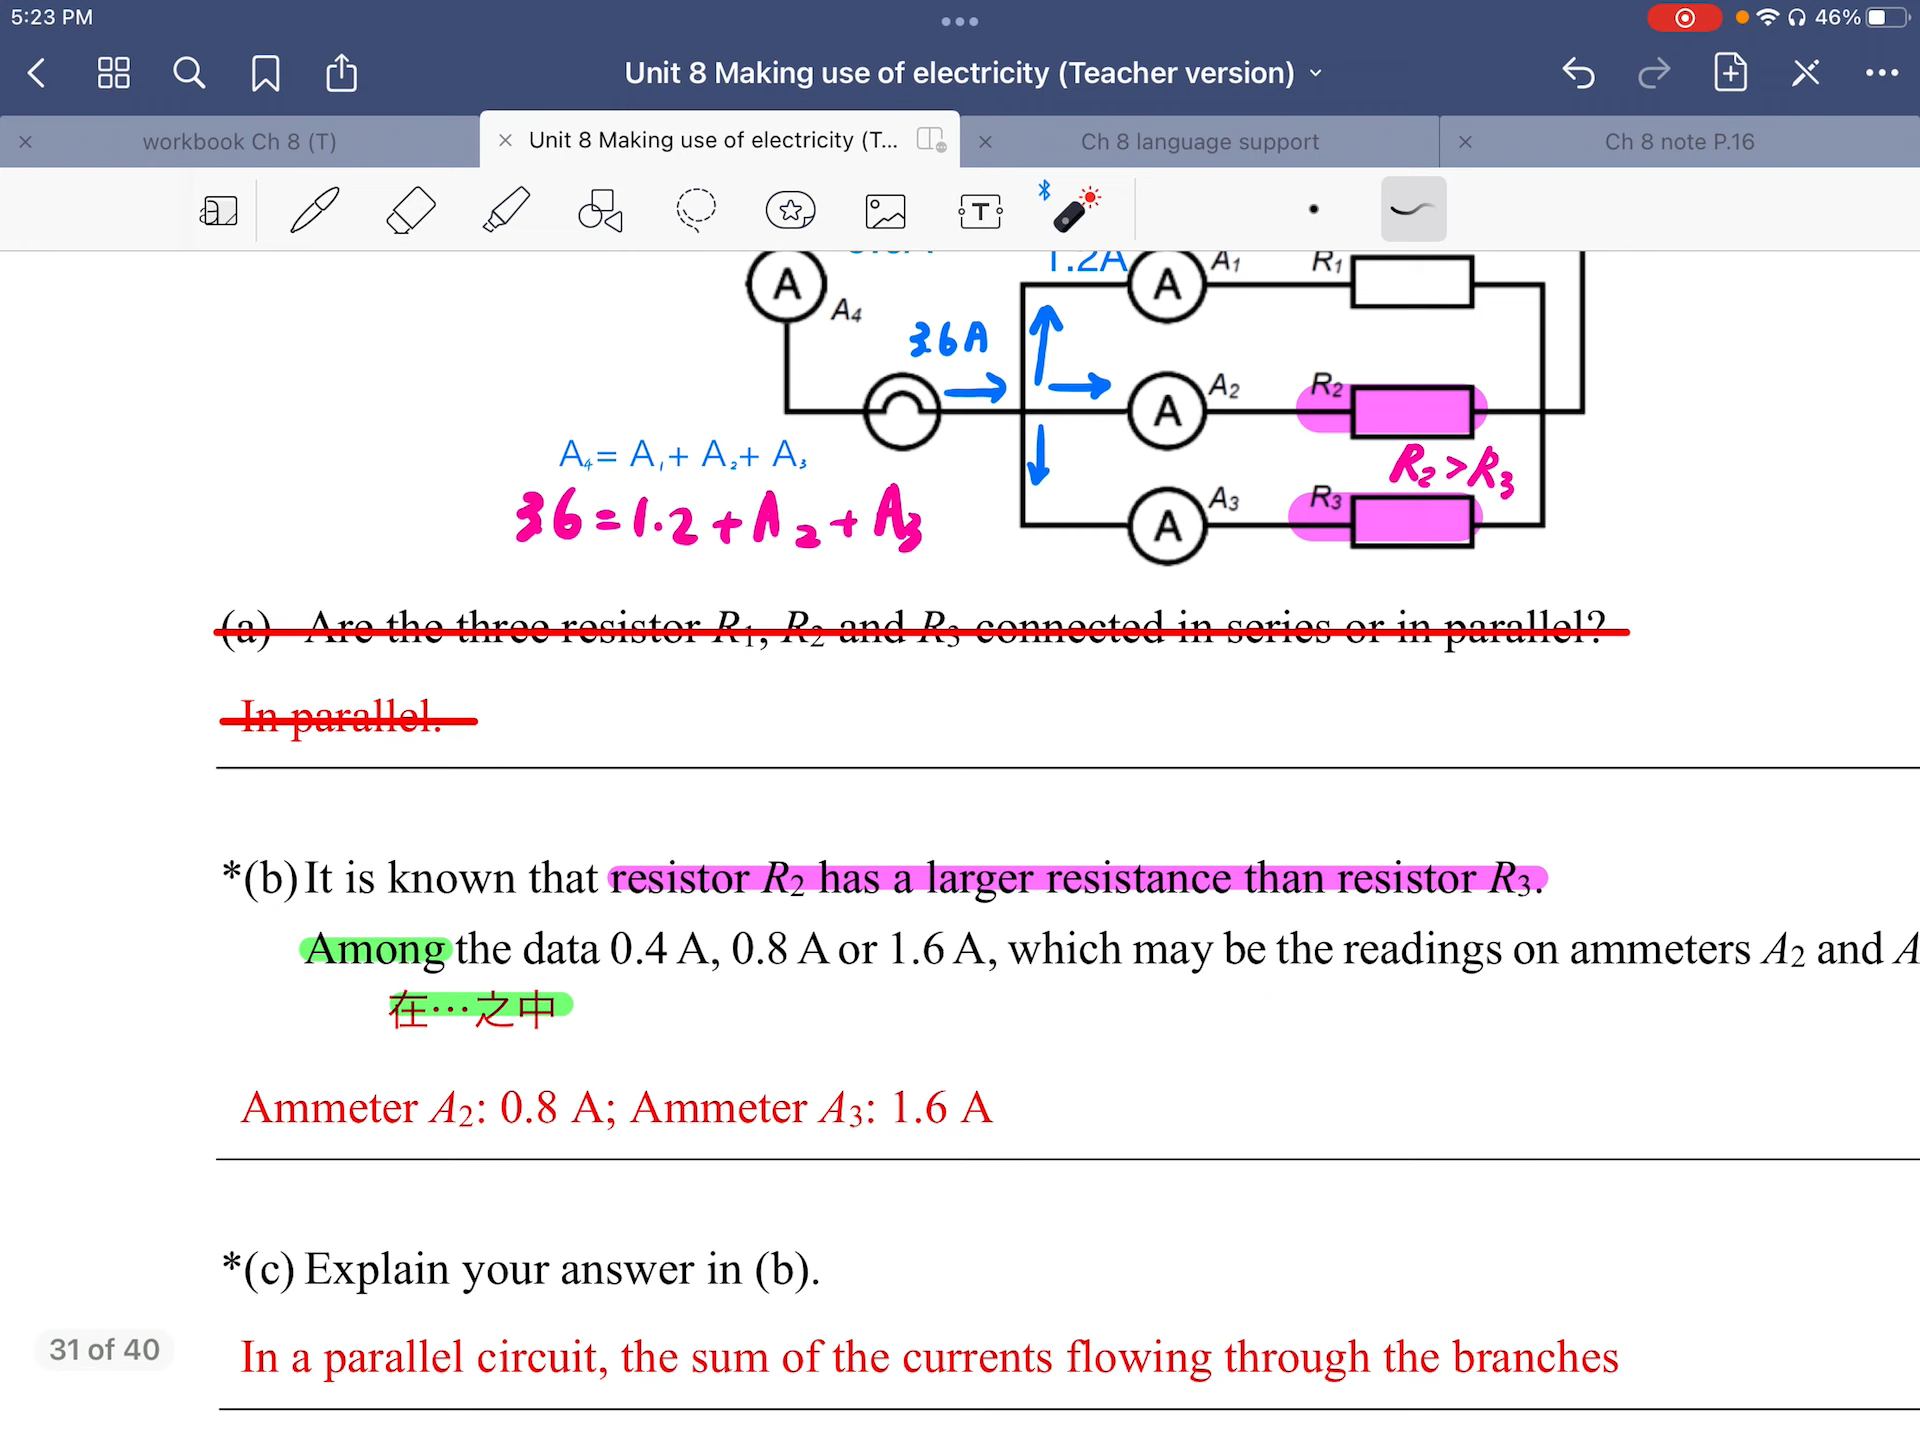 5:23 PM
46%
Unit 8 Making use of electricity (Teacher version)
workbook Ch 8 (T)
Unit 8 Making use of electricity (T...
Ch 8 language support
Ch 8 note P.16
1.2A
A A1 R1
A A4
36A
A A2 R2
A4= A1+ A2+ A3
R2>R3
36=1.2+A2+A3
A A3 R3
(a) Are the three resistor R1, R2 and R3 connected in series or in parallel?
In parallel.
*(b) It is known that resistor R2 has a larger resistance than resistor R3.
Among the data 0.4 A, 0.8 A or 1.6 A, which may be the readings on ammeters A2 and A
在…之中
Ammeter A2: 0.8 A; Ammeter A3: 1.6 A
*(c) Explain your answer in (b).
31 of 40
In a parallel circuit, the sum of the currents flowing through the branches